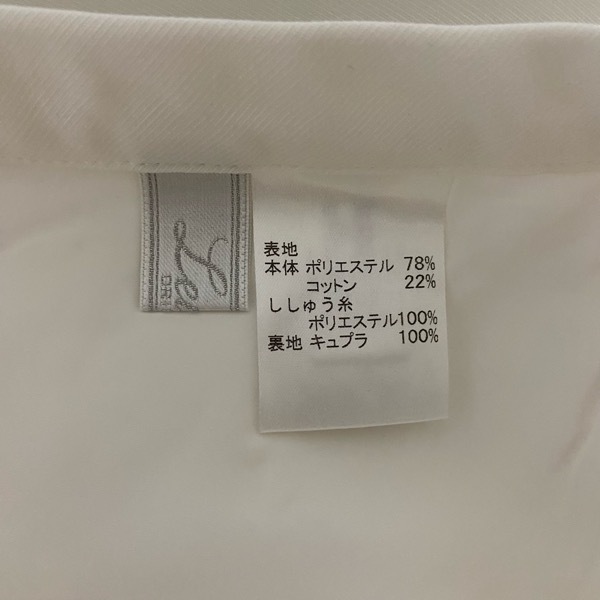 表地
本体 ポリエステル 78%
コットン 22%
ししゅう糸
ポリエステル100%
裏地 キュプラ 100%